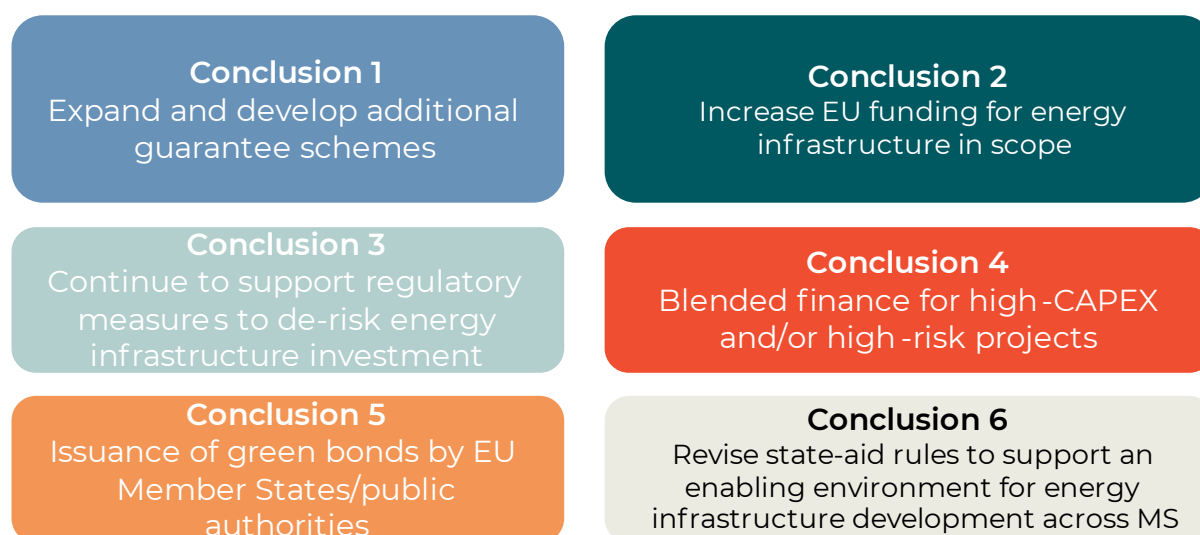 Conclusion 1
Expand and develop additional
guarantee schemes
Conclusion 2
Increase EU funding for energy
infrastructure in scope
Conclusion 3
Continue to support regulatory
measures to de-risk energy
infrastructure investment
Conclusion 4
Blended finance for high-CAPEX
and/or high-risk projects
Conclusion 5
Issuance of green bonds by EU
Member States/public
authorities
Conclusion 6
Revise state-aid rules to support an
enabling environment for energy
infrastructure development across MS